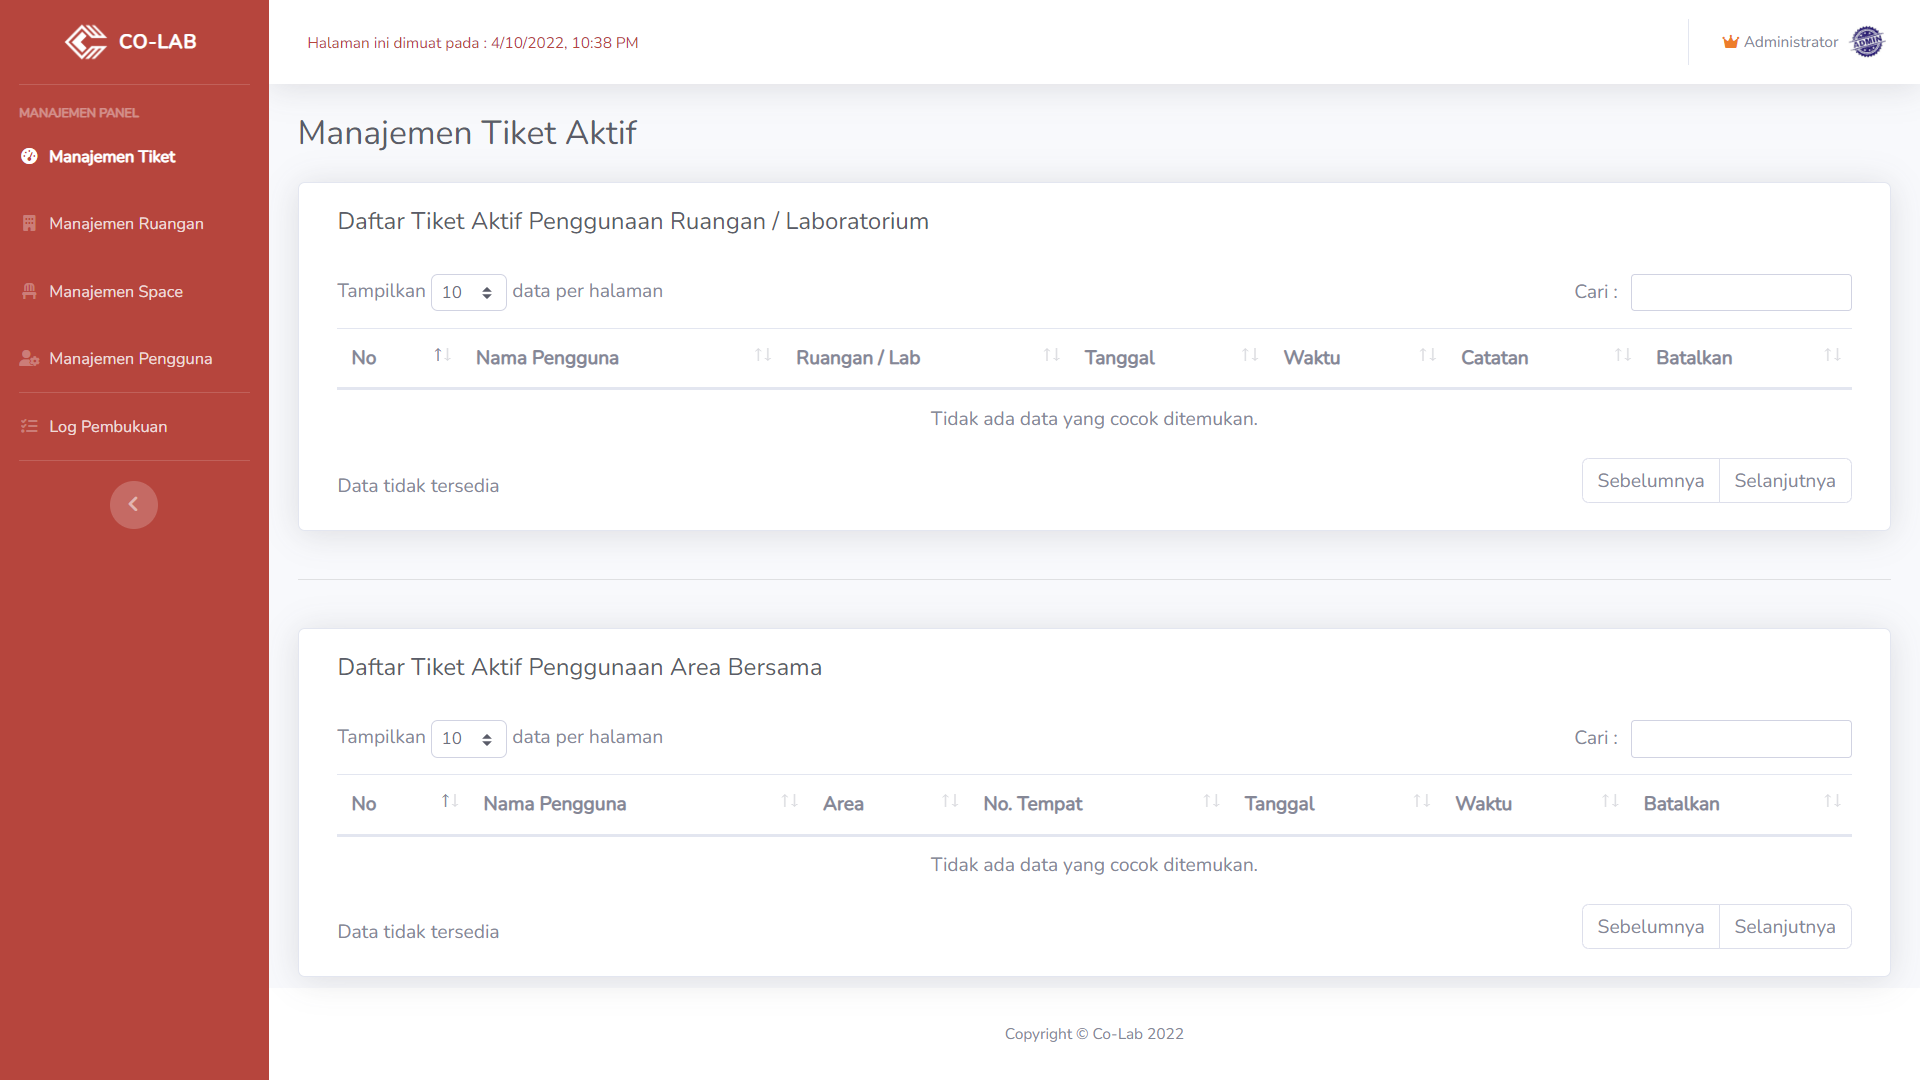 CO-LAB
MANAJEMEN PANEL
Manajemen Tiket
Manajemen Ruangan
Manajemen Space
Manajemen Pengguna
Log Pembukuan
Halaman ini dimuat pada : 4/10/2022, 10:38 PM
Administrator
ADMIN
Manajemen Tiket Aktif
Daftar Tiket Aktif Penggunaan Ruangan / Laboratorium
Tampilkan 10 data per halaman
Cari :
No Nama Pengguna Ruangan / Lab Tanggal Waktu Catatan Batalkan
Tidak ada data yang cocok ditemukan.
Data tidak tersedia
Sebelumnya Selanjutnya
Daftar Tiket Aktif Penggunaan Area Bersama
Tampilkan 10 data per halaman
Cari :
No Nama Pengguna Area No. Tempat Tanggal Waktu Batalkan
Tidak ada data yang cocok ditemukan.
Data tidak tersedia
Sebelumnya Selanjutnya
Copyright © Co-Lab 2022